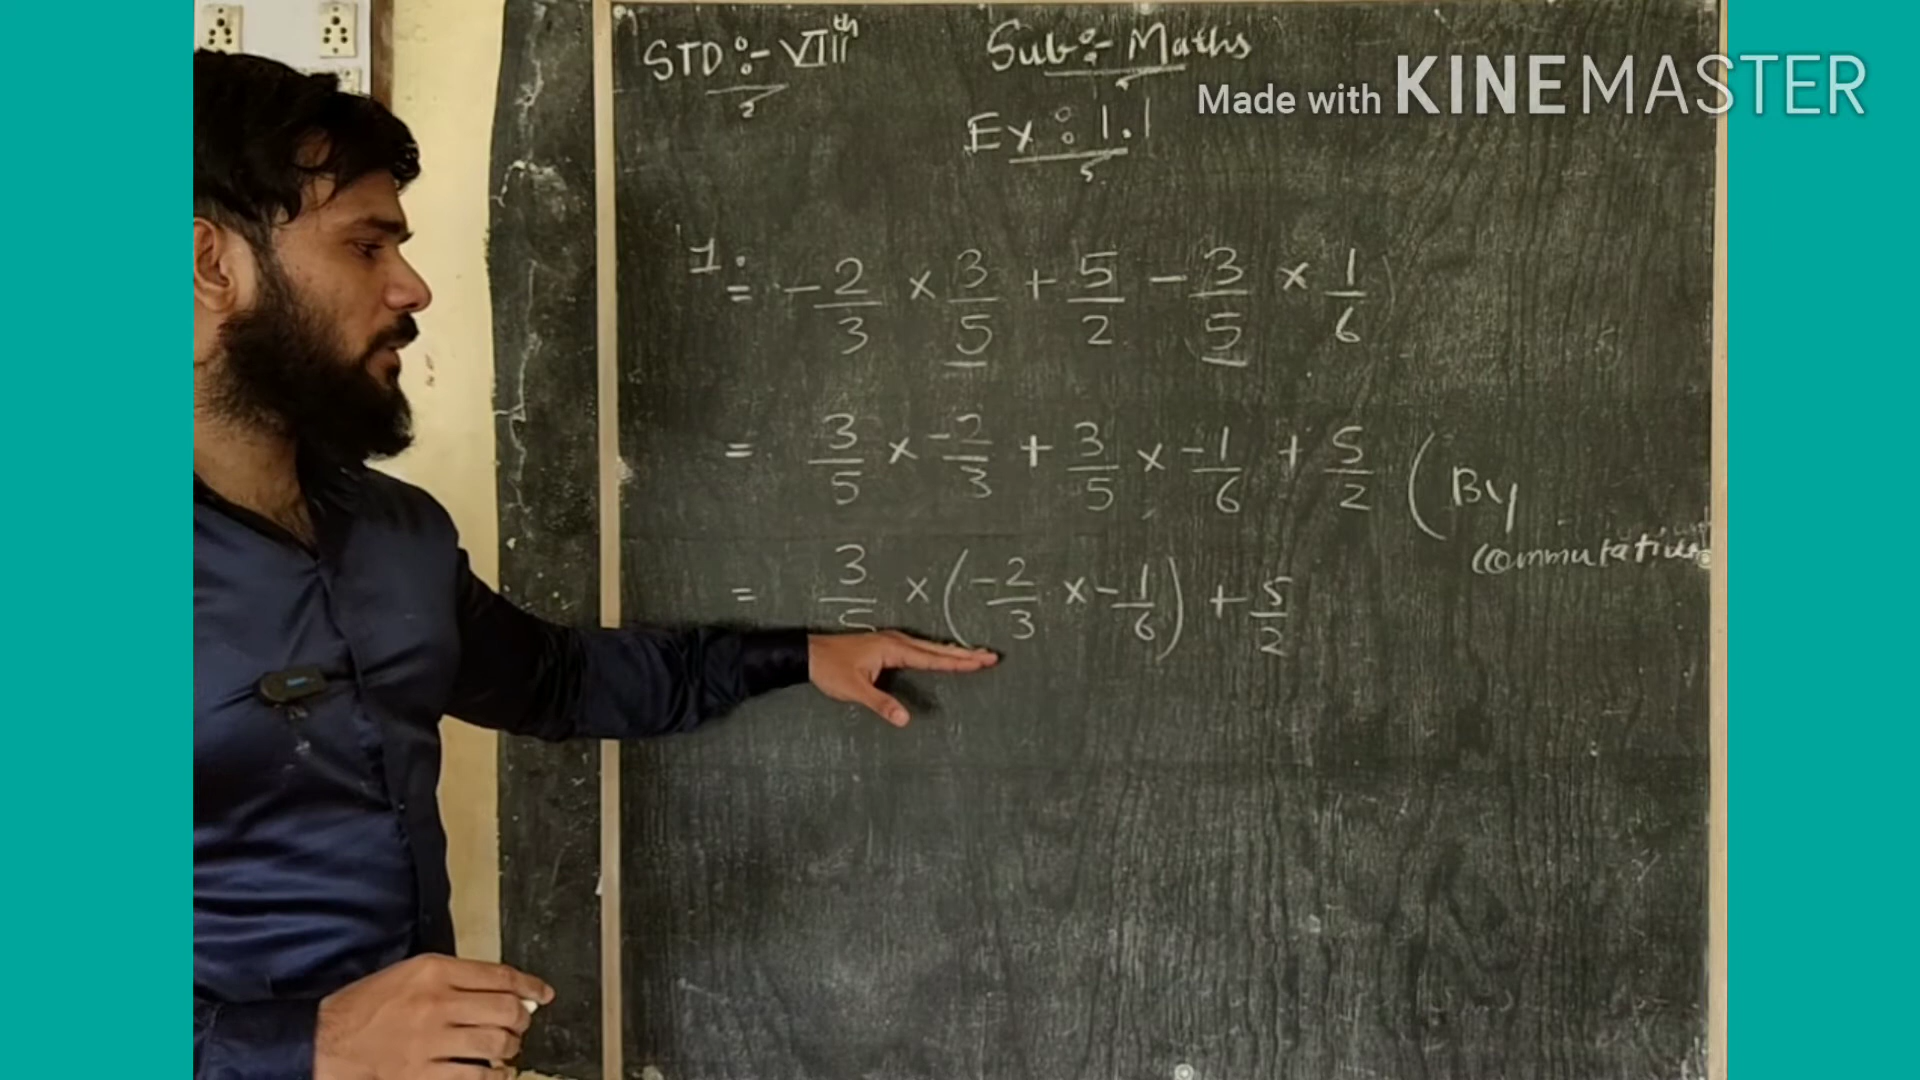 STD :- VIIIth
Sub :- Maths
Made with KINEMASTER
Ex : 1.1
1.
= -2/3 × 3/5 + 5/2 - 3/5 × 1/6
= 3/5 × -2/3 + 3/5 × -1/6 + 5/2 (By
commutative
= 3/5 × (-2/3 × -1/6) + 5/2